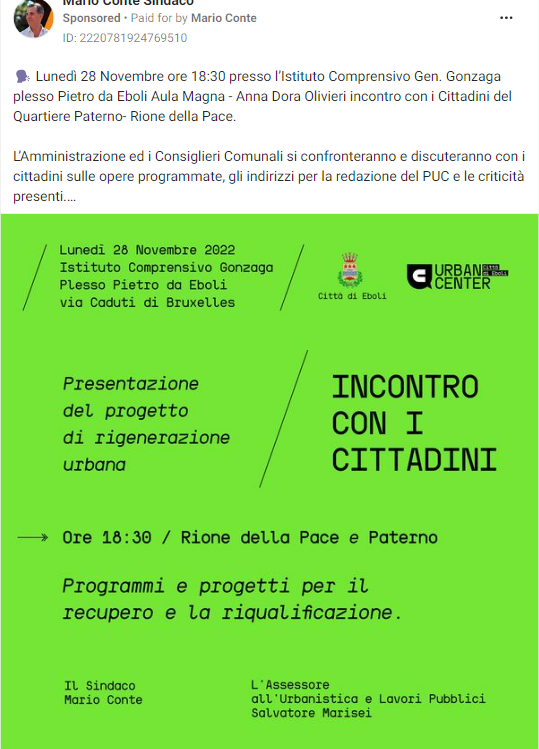 Mario Conte Sindaco
Sponsored • Paid for by Mario Conte
ID: 2220781924769510
🗣 Lunedì 28 Novembre ore 18:30 presso l'Istituto Comprensivo Gen. Gonzaga
plesso Pietro da Eboli Aula Magna - Anna Dora Olivieri incontro con i Cittadini del
Quartiere Paterno- Rione della Pace.
L'Amministrazione ed i Consiglieri Comunali si confronteranno e discuteranno con i
cittadini sulle opere programmate, gli indirizzi per la redazione del PUC e le criticità
presenti....
Lunedì 28 Novembre 2022
Istituto Comprensivo Gonzaga
Plesso Pietro da Eboli
via Caduti di Bruxelles
Città di Eboli
URBAN
CENTER
Città
di Eboli
Presentazione
del progetto
di rigenerazione
urbana
INCONTRO
CON I
CITTADINI
Ore 18:30 / Rione della Pace e Paterno
Programmi e progetti per il
recupero e la riqualificazione.
Il Sindaco
Mario Conte
L'Assessore
all'Urbanistica e Lavori Pubblici
Salvatore Marisei